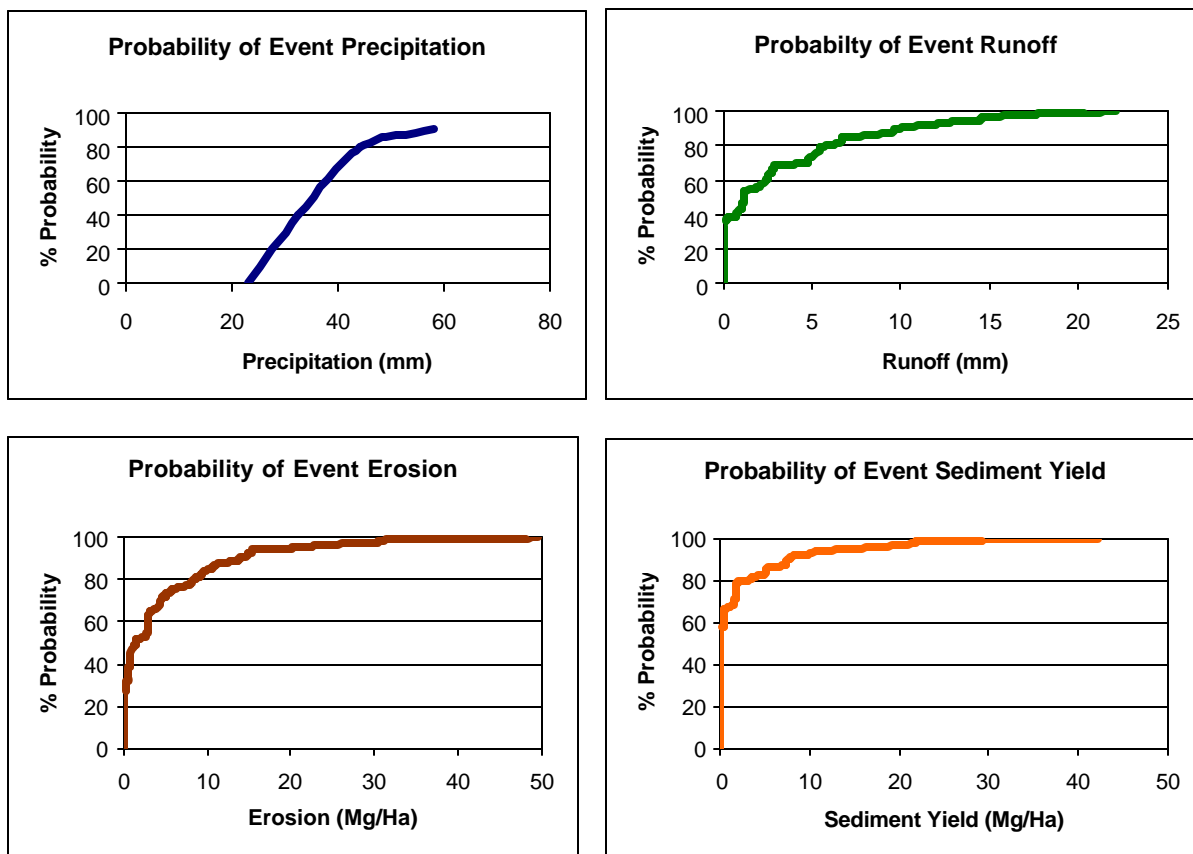 Probability of Event Precipitation
% Probability
100
80
60
40
20
0
0 20 40 60 80
Precipitation (mm)
Probabilty of Event Runoff
% Probability
100
80
60
40
20
0
0 5 10 15 20 25
Runoff (mm)
Probability of Event Erosion
% Probability
100
80
60
40
20
0
0 10 20 30 40 50
Erosion (Mg/Ha)
Probability of Event Sediment Yield
% Probability
100
80
60
40
20
0
0 10 20 30 40 50
Sediment Yield (Mg/Ha)